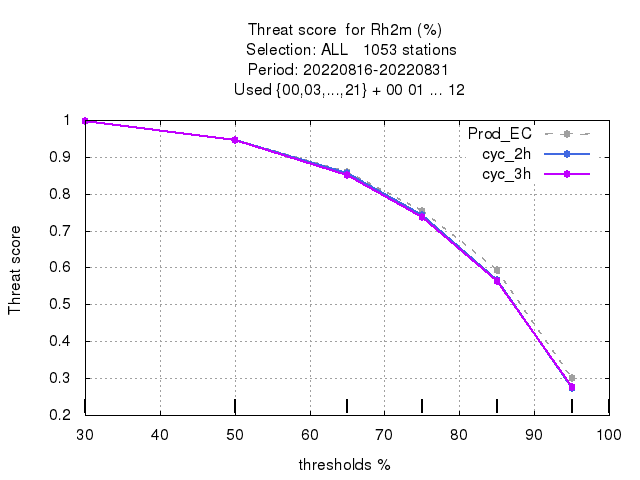 Threat score  for Rh2m (%)
Selection: ALL   1053 stations
Period: 20220816-20220831
Used {00,03,...,21} + 00 01 ... 12
Prod_EC
cyc_2h
cyc_3h
1
0.9
0.8
0.7
0.6
0.5
0.4
0.3
0.2
Threat score
30 40 50 60 70 80 90 100
thresholds %